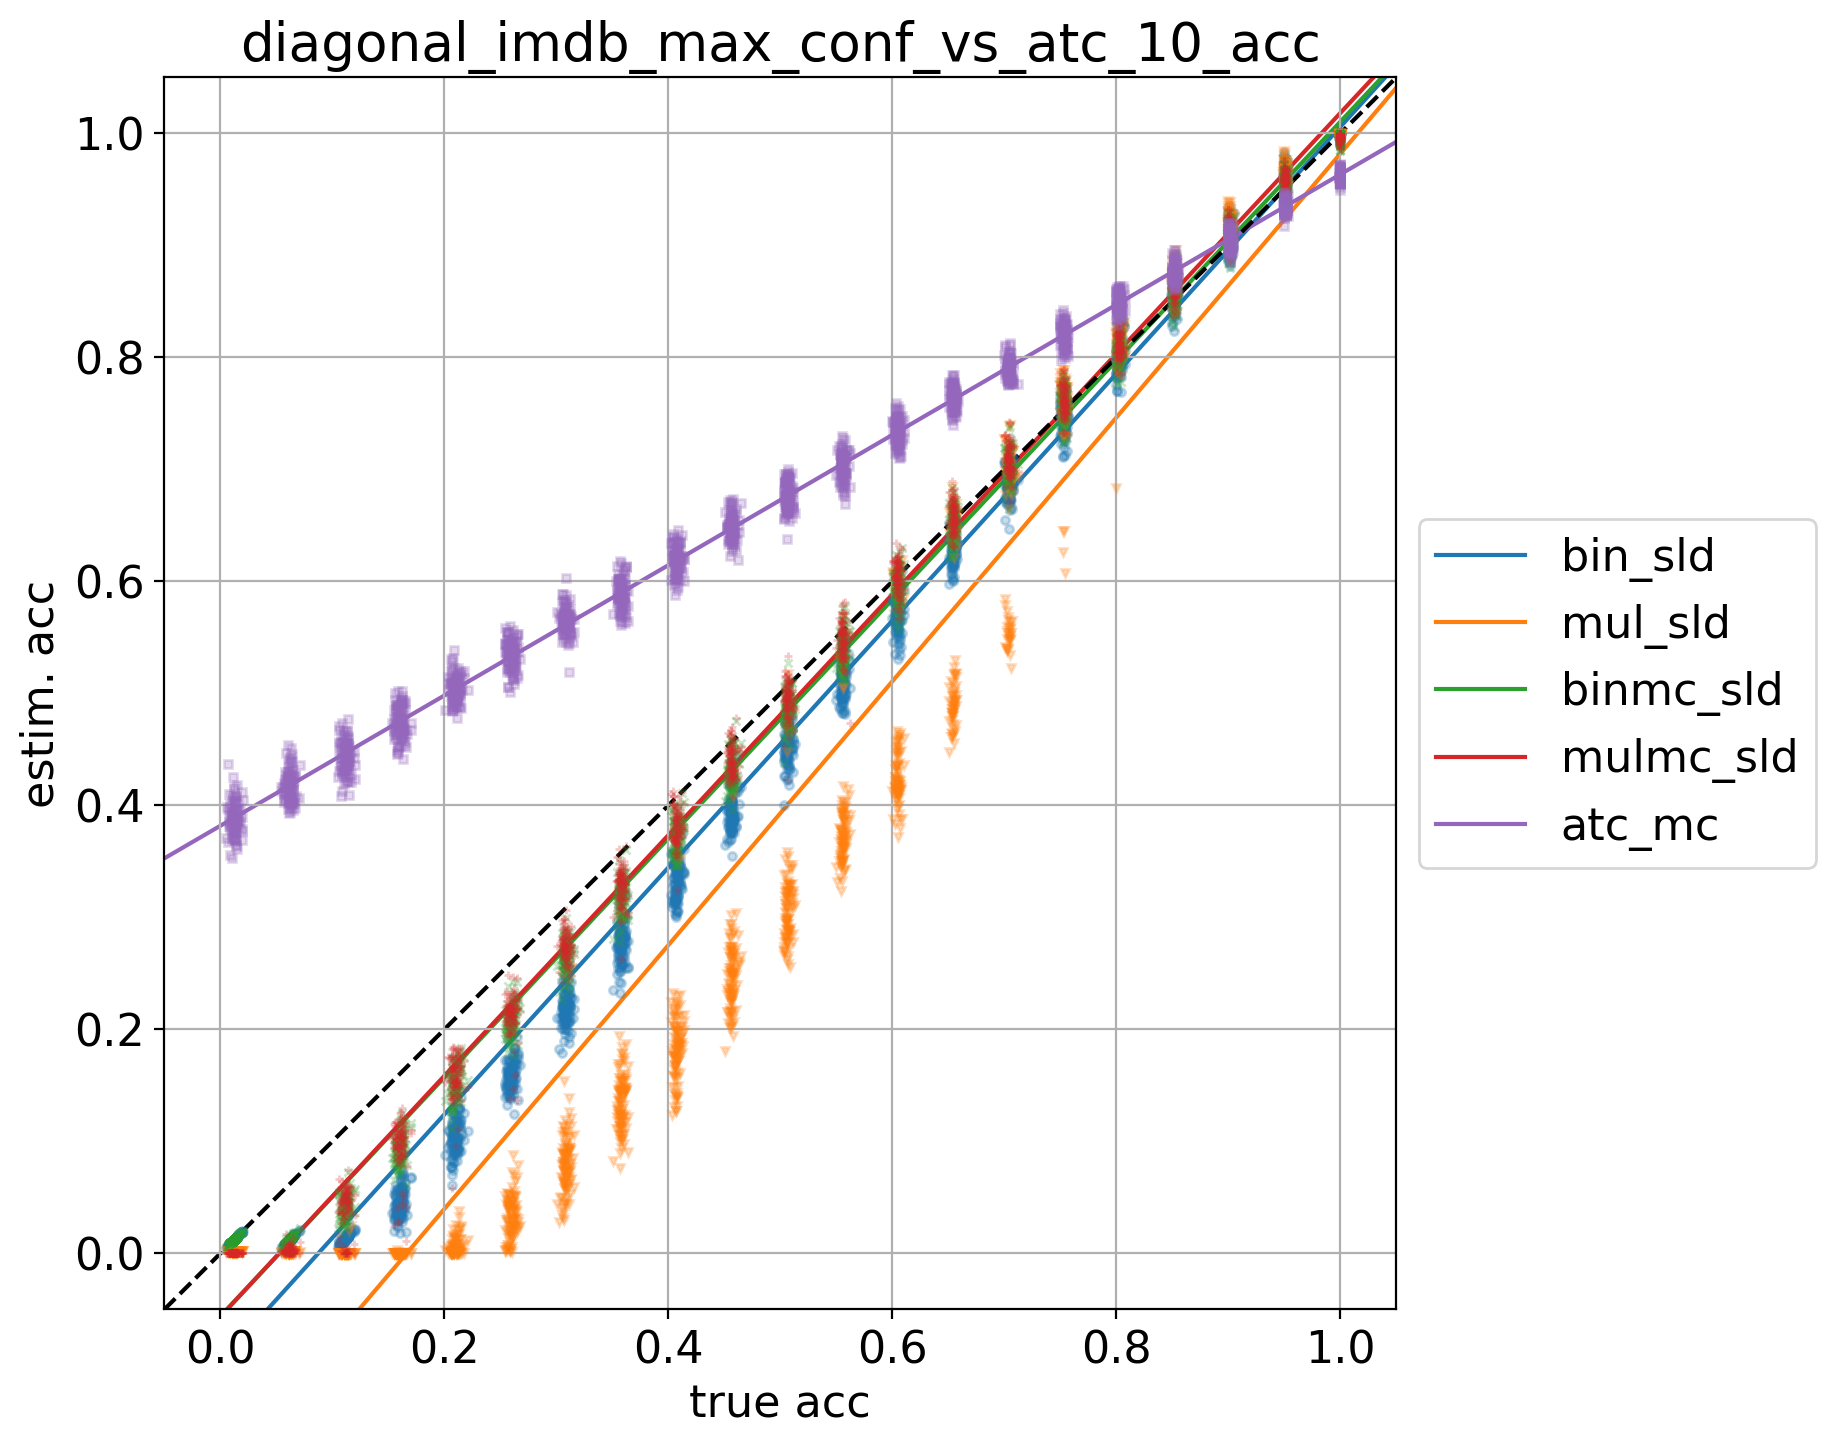 diagonal_imdb_max_conf_vs_atc_10_acc
1.0
0.8
0.6
0.4
0.2
0.0
estim. acc
0.0 0.2 0.4 0.6 0.8 1.0
true acc
bin_sld
mul_sld
binmc_sld
mulmc_sld
atc_mc